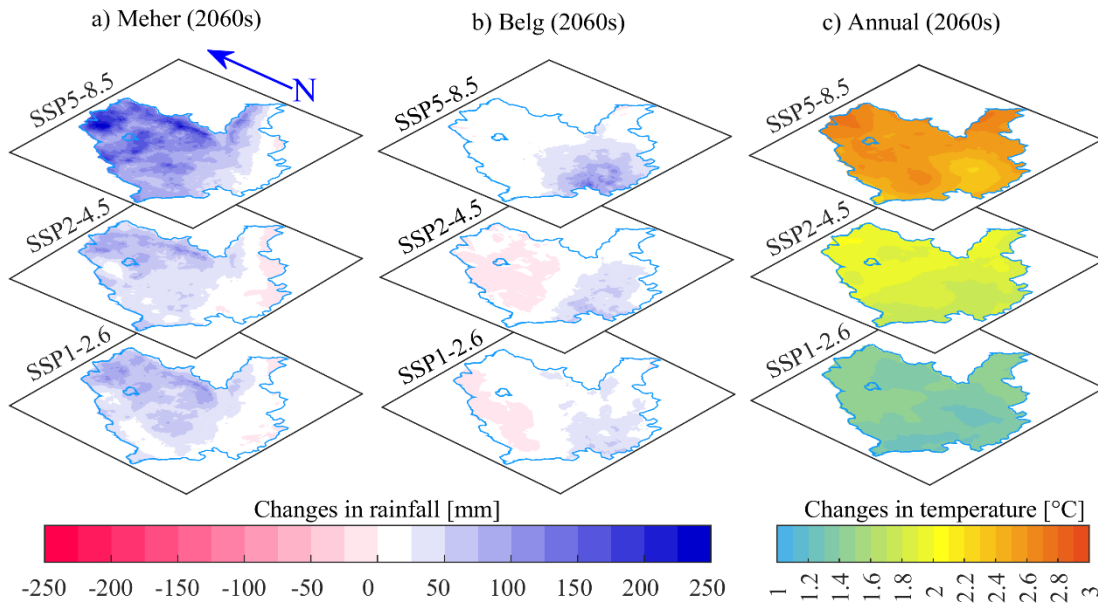 a) Meher (2060s)
b) Belg (2060s)
c) Annual (2060s)
N
SSP5-8.5
SSP5-8.5
SSP5-8.5
SSP2-4.5
SSP2-4.5
SSP2-4.5
SSP1-2.6
SSP1-2.6
SSP1-2.6
Changes in rainfall [mm]
Changes in temperature [°C]
-250 -200 -150 -100 -50 0 50 100 150 200 250
1 1.2 1.4 1.6 1.8 2 2.2 2.4 2.6 2.8 3